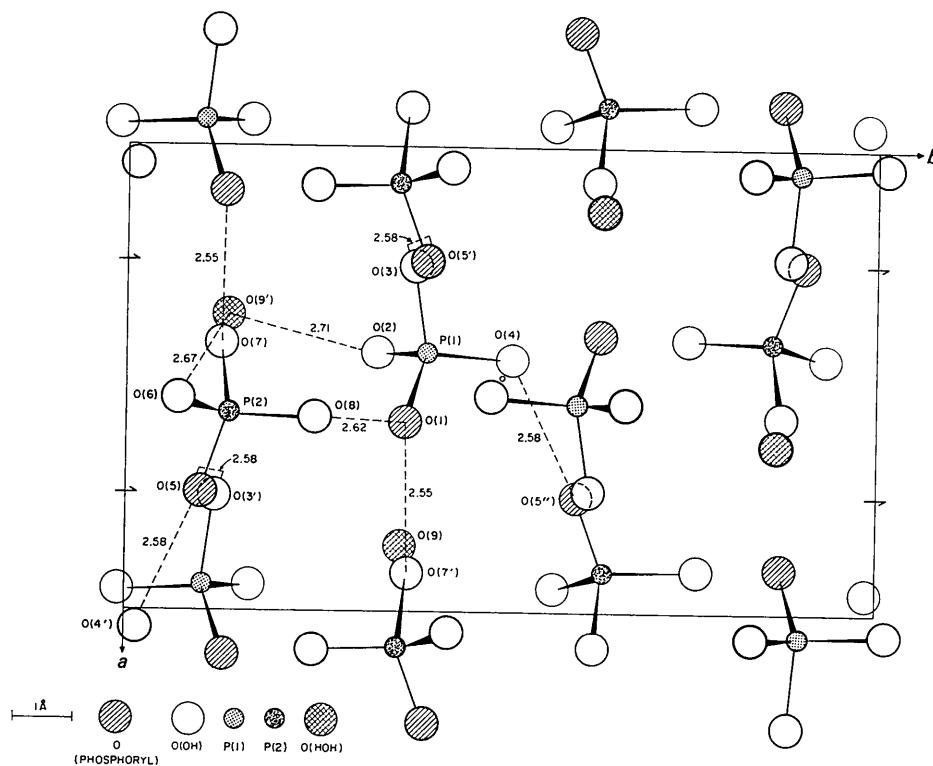 b
2.58
O(5')
O(3)
2.55
O(9')
2.71
O(2)
P(1)
O(4)
O(7)
2.67
O(6)
P(2)
O(8)
2.62
O(1)
2.58
2.58
O(5)
O(3')
2.55
O(5'')
2.58
O(9)
O(7')
O(4')
a
1Å
O
(PHOSPHORYL)
O(OH)
P(1)
P(2)
O(HOH)